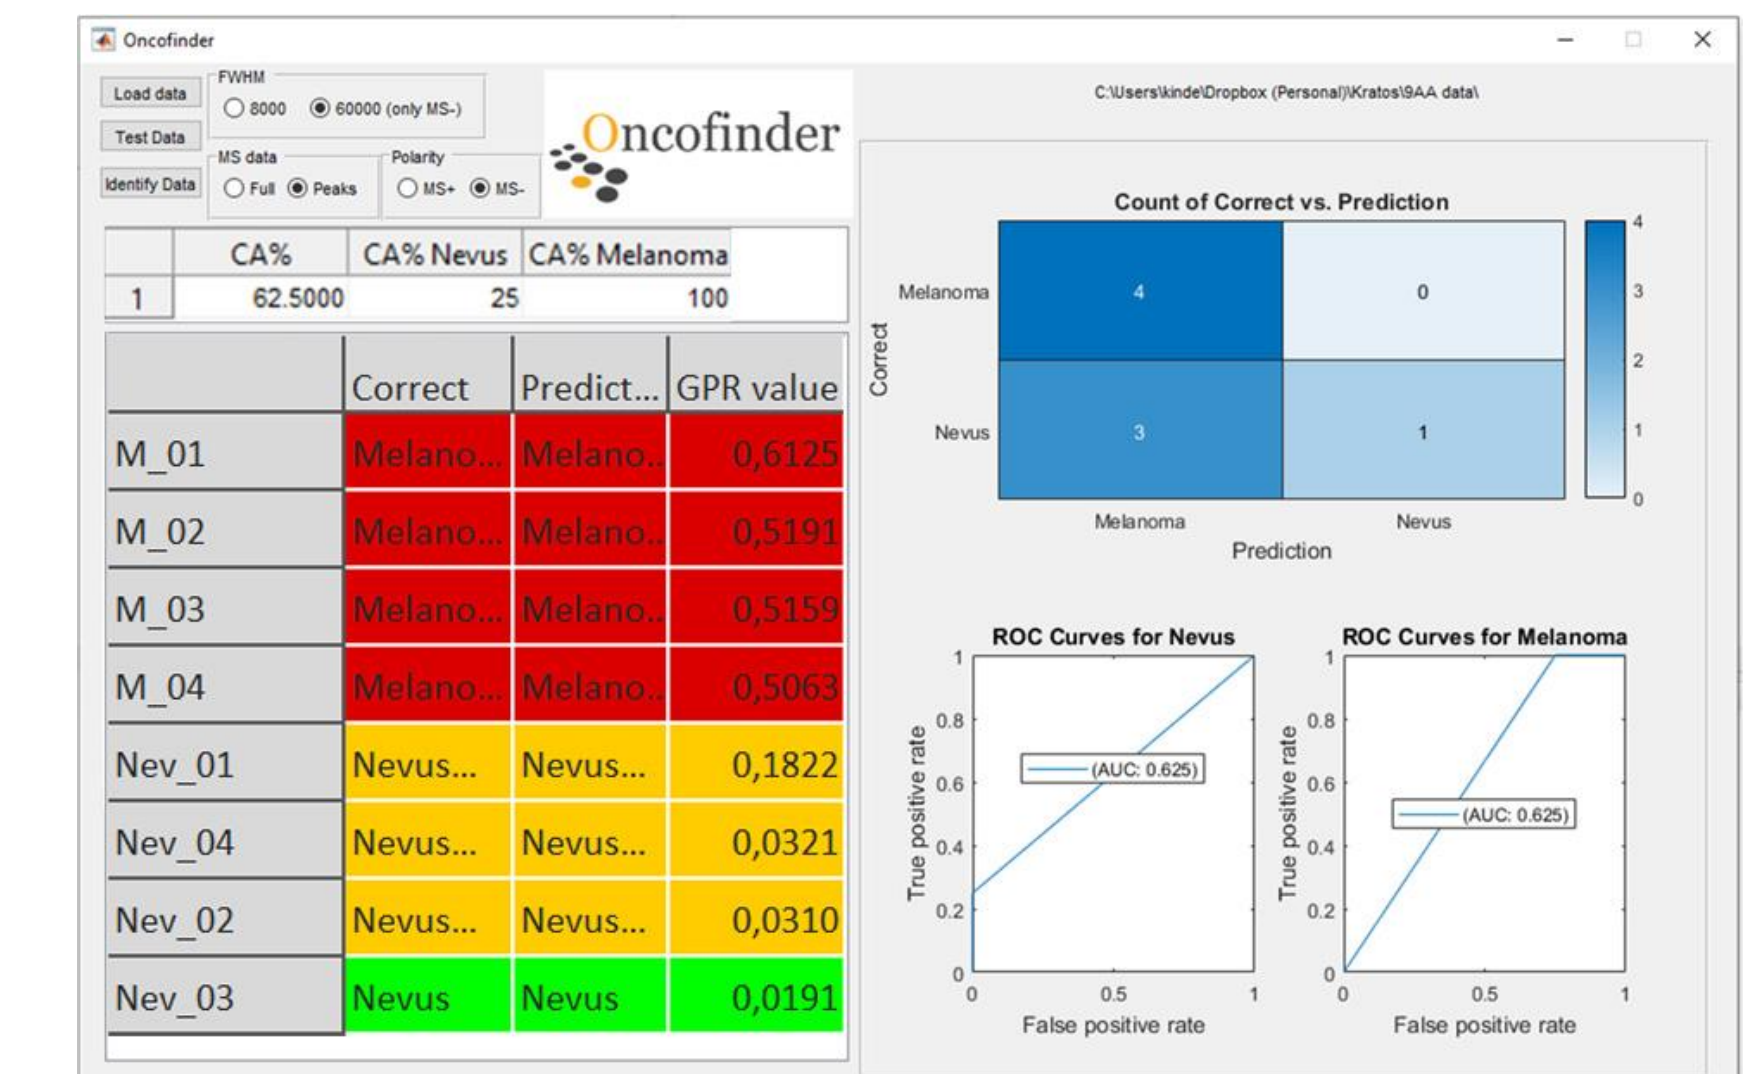 Oncofinder
Load data
Test Data
Identify Data
FWHM
8000 60000 (only MS-)
MS data
Full Peaks
Polarity
MS+ MS-
Oncofinder
C:\Users\kinde\Dropbox (Personal)\Kratos\9AA data\
CA% CA% Nevus CA% Melanoma
1 62.5000 25 100
Correct Predict... GPR value
M_01 Melano... Melano.. 0,6125
M_02 Melano... Melano.. 0,5191
M_03 Melano... Melano.. 0,5159
M_04 Melano... Melano.. 0,5063
Nev_01 Nevus... Nevus... 0,1822
Nev_04 Nevus... Nevus... 0,0321
Nev_02 Nevus... Nevus... 0,0310
Nev_03 Nevus Nevus 0,0191
Count of Correct vs. Prediction
Correct
Melanoma 4 0
Nevus 3 1
Melanoma Nevus
Prediction
4
3
2
1
0
ROC Curves for Nevus
True positive rate
1
0.8
0.6
0.4
0.2
0
(AUC: 0.625)
0 0.5 1
False positive rate
ROC Curves for Melanoma
True positive rate
1
0.8
0.6
0.4
0.2
0
(AUC: 0.625)
0 0.5 1
False positive rate